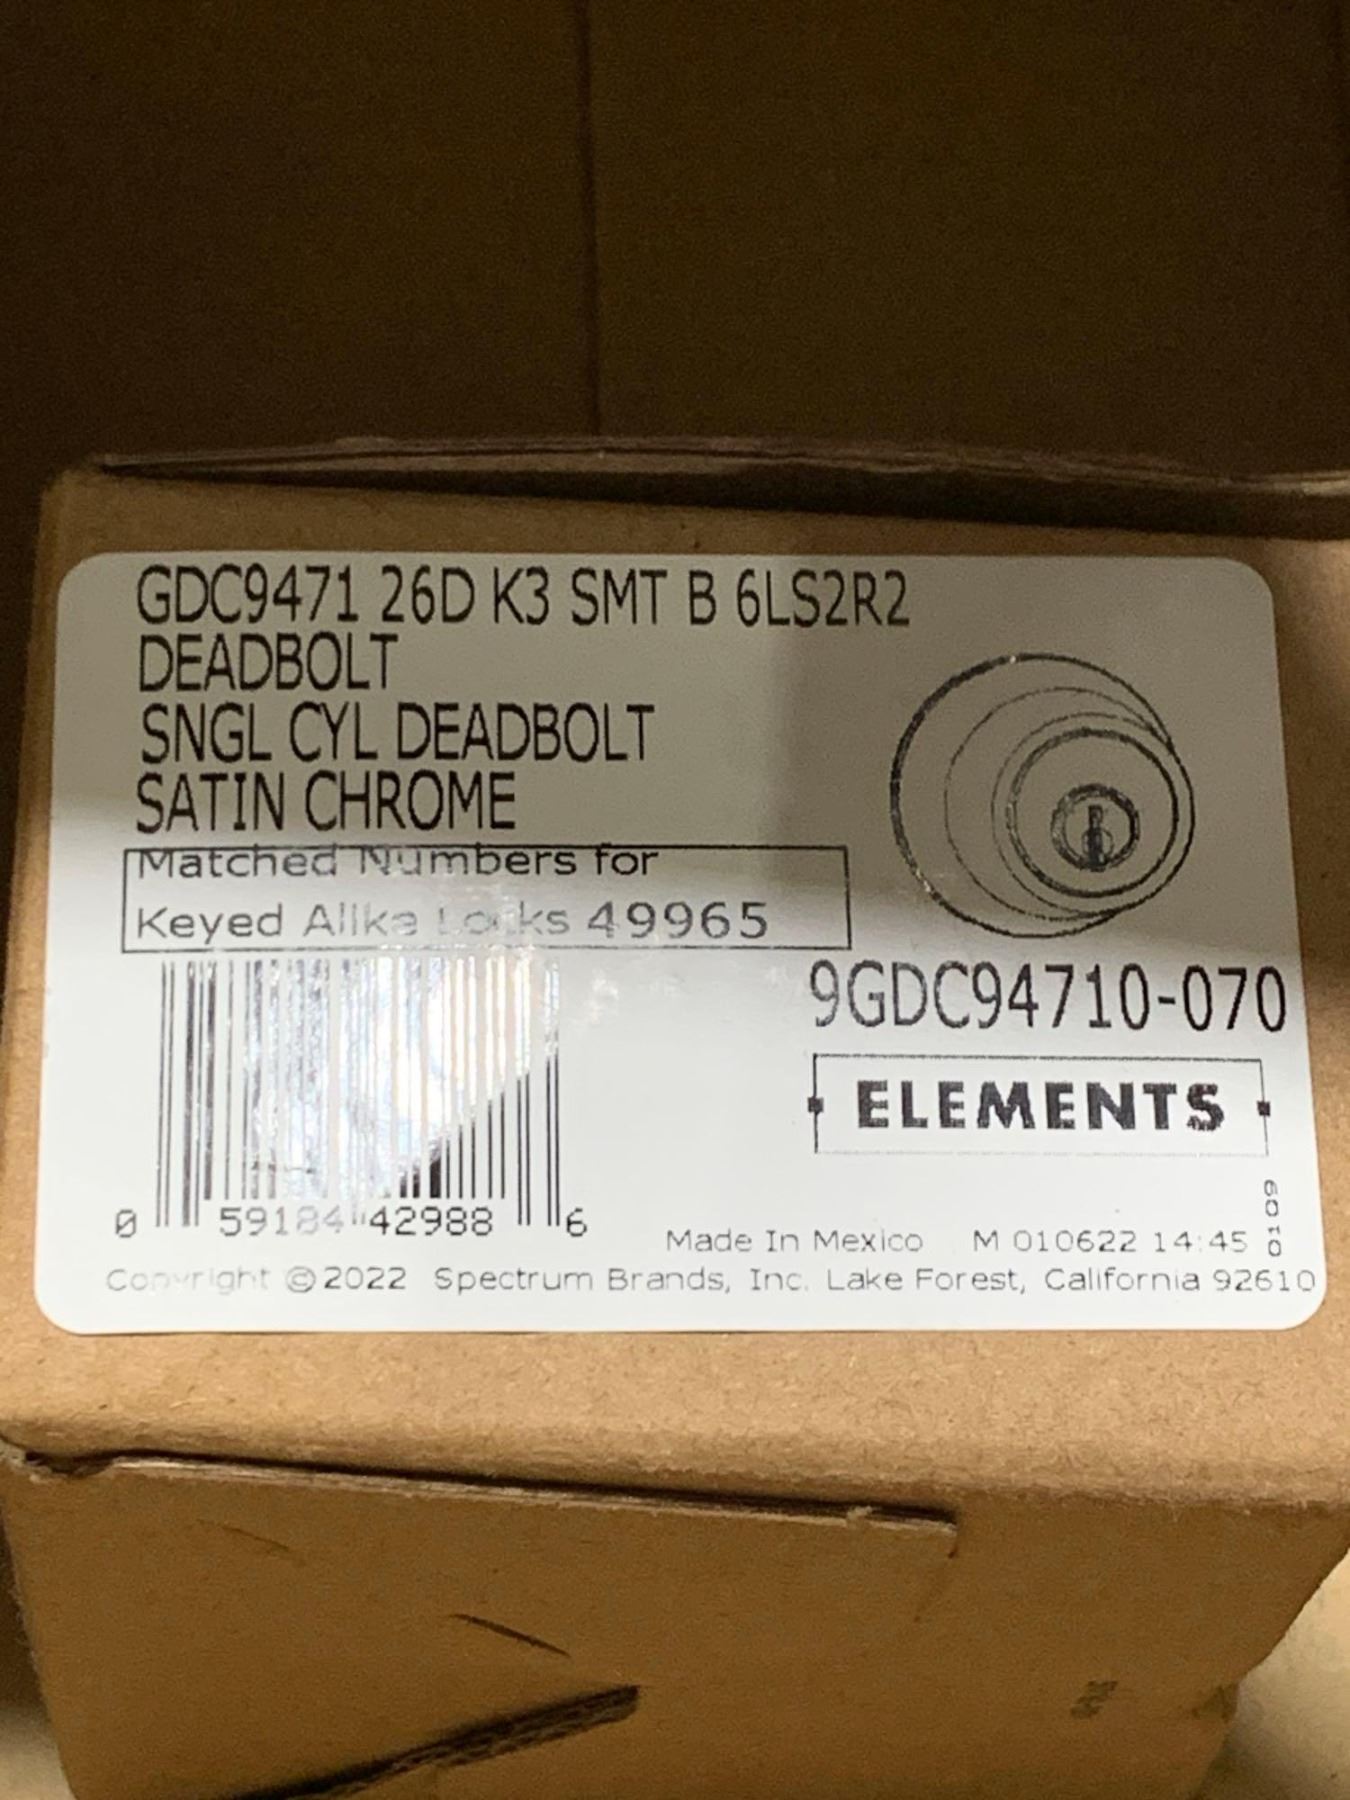 GDC9471 26D K3 SMT B 6LS2R2
DEADBOLT
SNGL CYL DEADBOLT
SATIN CHROME
Matched Numbers for
Keyed Alike Locks 49965
9GDC94710-070
ELEMENTS
0 59184 42988 6
Made In Mexico M 010622 14:45
0109
Copyright ©2022 Spectrum Brands, Inc. Lake Forest, California 92610